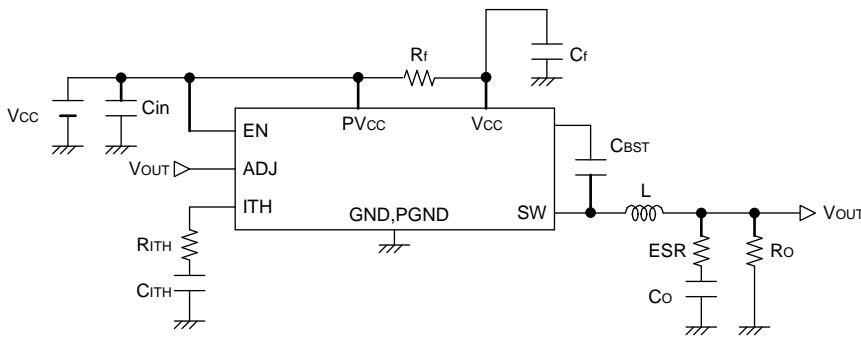 Rf
Cf
VCC
Cin
EN
PVCC
VCC
CBST
VOUT
ADJ
ITH
GND,PGND
SW
L
VOUT
RITH
CITH
ESR
RO
CO